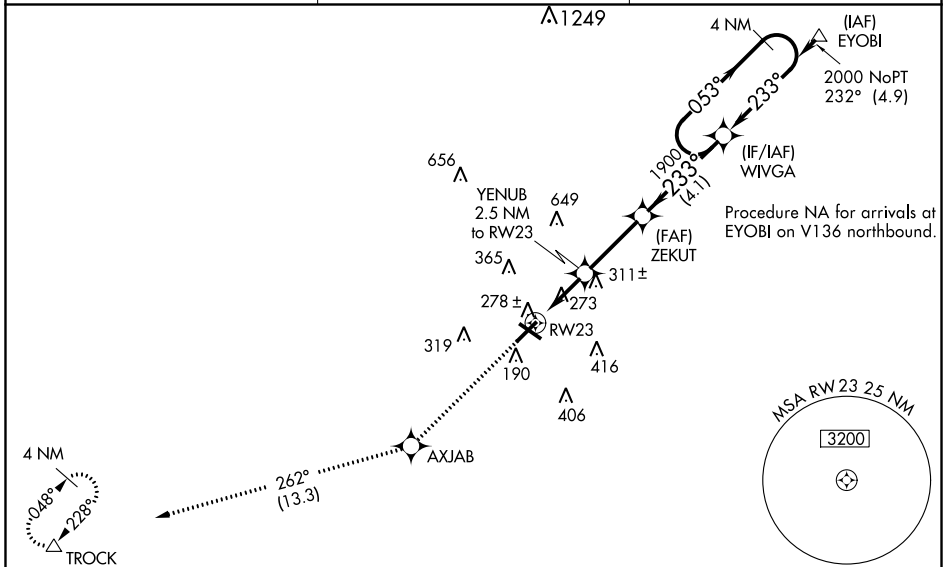 1249
4 NM
(IAF)
EYOBI
2000 NoPT
232° (4.9)
053°
233°
(IF/IAF)
WIVGA
1900
233°
(4.1)
656
YENUB
2.5 NM
to RW23
649
Procedure NA for arrivals at
EYOBI on V136 northbound.
(FAF)
ZEKUT
365
311±
278±
273
RW23
319
190
416
406
MSA RW 23 25 NM
3200
AXJAB
4 NM
262°
(13.3)
048°
228°
TROCK